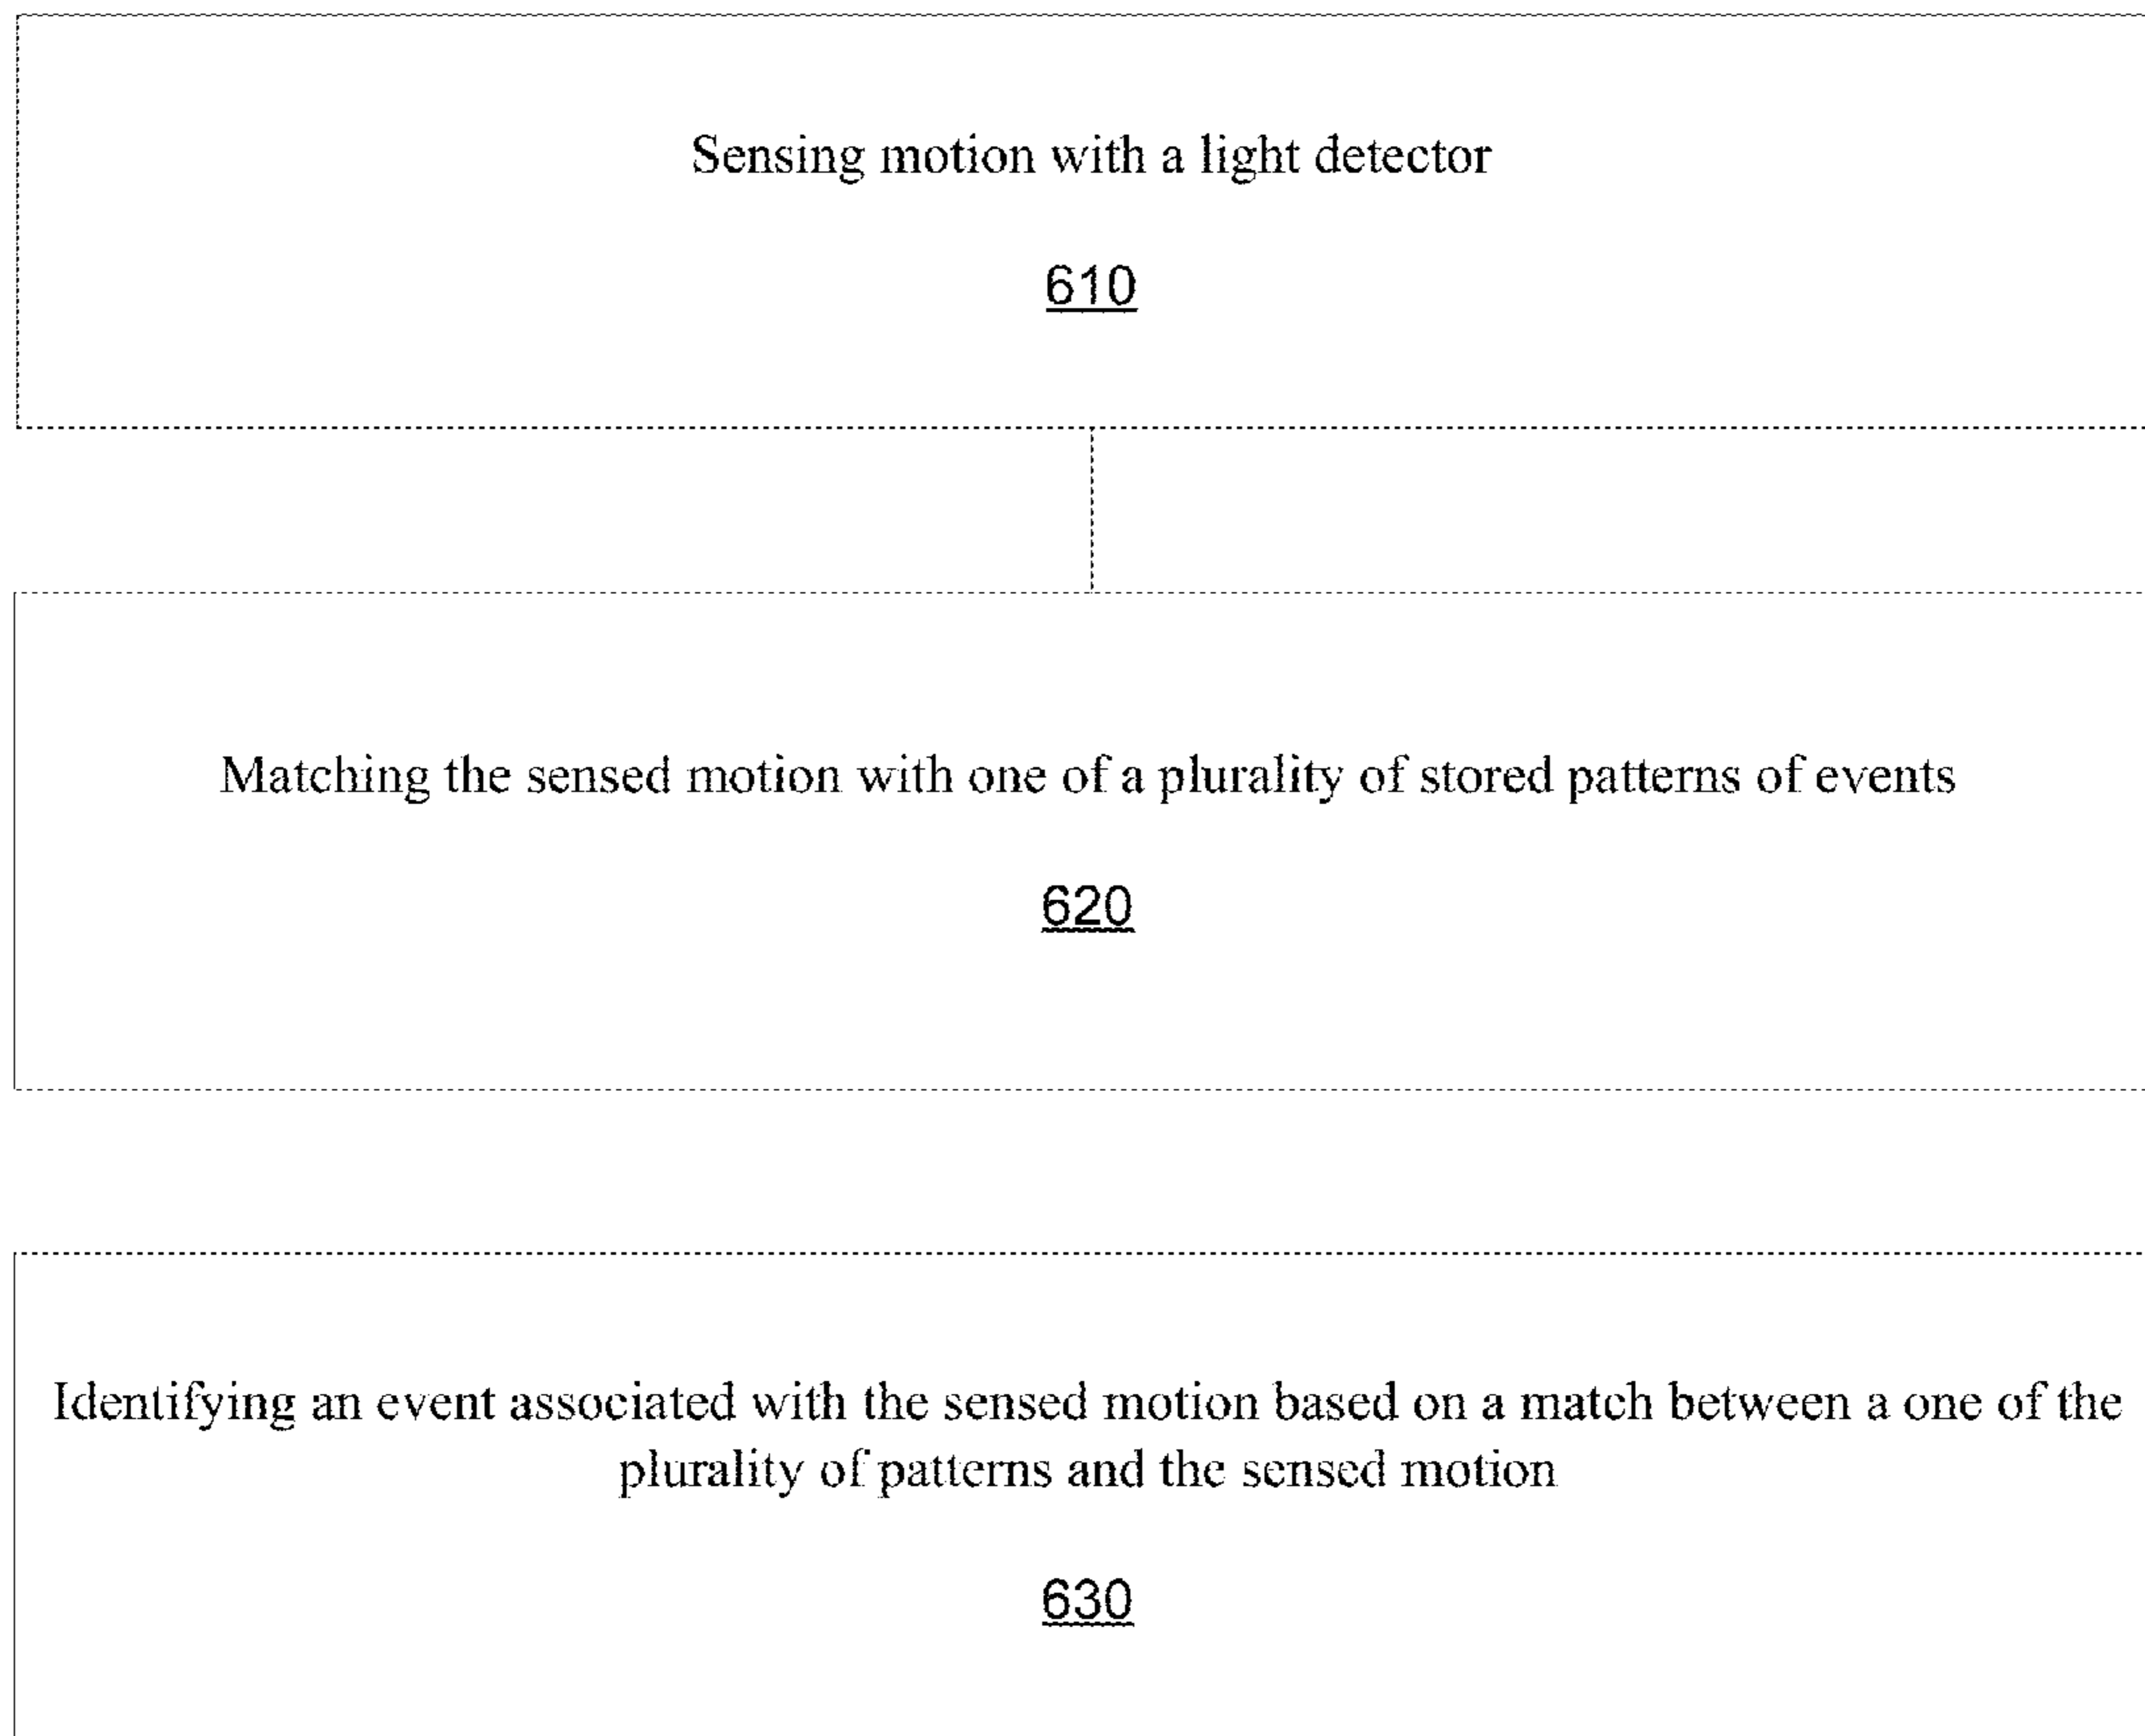 Sensing motion with a light detector
610
Matching the sensed motion with one of a plurality of stored patterns of events
620
Identifying an event associated with the sensed motion based on a match between a one of the
plurality of patterns and the sensed motion
630